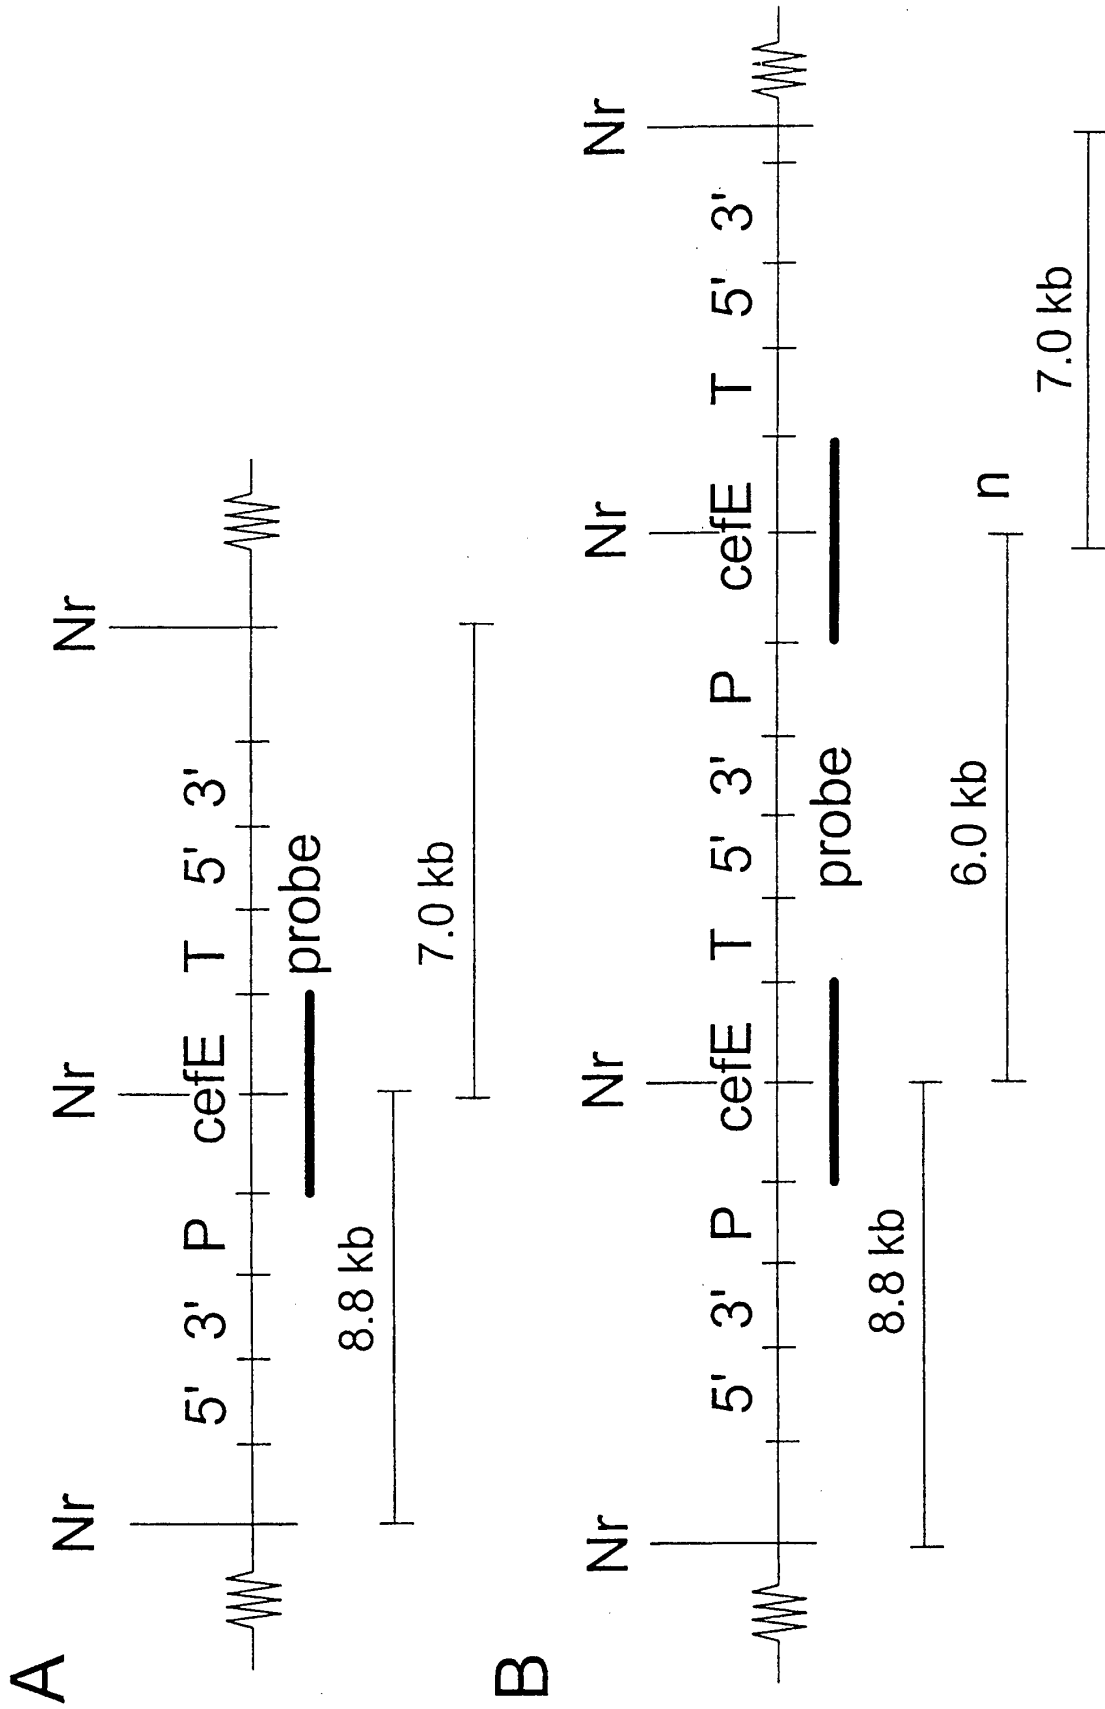 A
Nr Nr Nr
5' 3' P cefE T 5' 3'
probe
8.8 kb
7.0 kb
B
Nr Nr Nr Nr
5' 3' P cefE T 5' 3' P cefE T 5' 3'
probe
8.8 kb
6.0 kb
n
7.0 kb